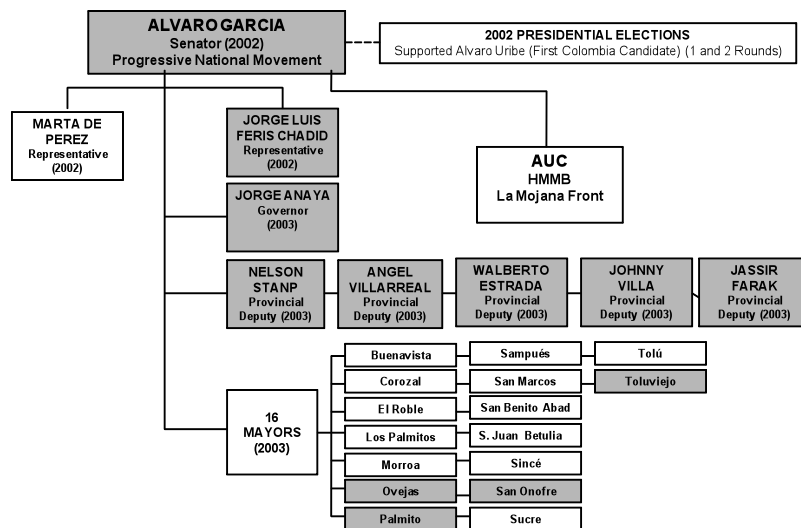 ALVARO GARCIA
Senator (2002)
Progressive National Movement
2002 PRESIDENTIAL ELECTIONS
Supported Alvaro Uribe (First Colombia Candidate) (1 and 2 Rounds)
MARTA DE
PEREZ
Representative
(2002)
JORGE LUIS
FERIS CHADID
Representative
(2002)
AUC
HMMB
La Mojana Front
JORGE ANAYA
Governor
(2003)
NELSON
STANP
Provincial
Deputy (2003)
ANGEL
VILLARREAL
Provincial
Deputy (2003)
WALBERTO
ESTRADA
Provincial
Deputy (2003)
JOHNNY
VILLA
Provincial
Deputy (2003)
JASSIR
FARAK
Provincial
Deputy (2003)
16
MAYORS
(2003)
Buenavista
Sampués
Tolú
Corozal
San Marcos
Toluviejo
El Roble
San Benito Abad
Los Palmitos
S. Juan Betulia
Morroa
Sincé
Ovejas
San Onofre
Palmito
Sucre